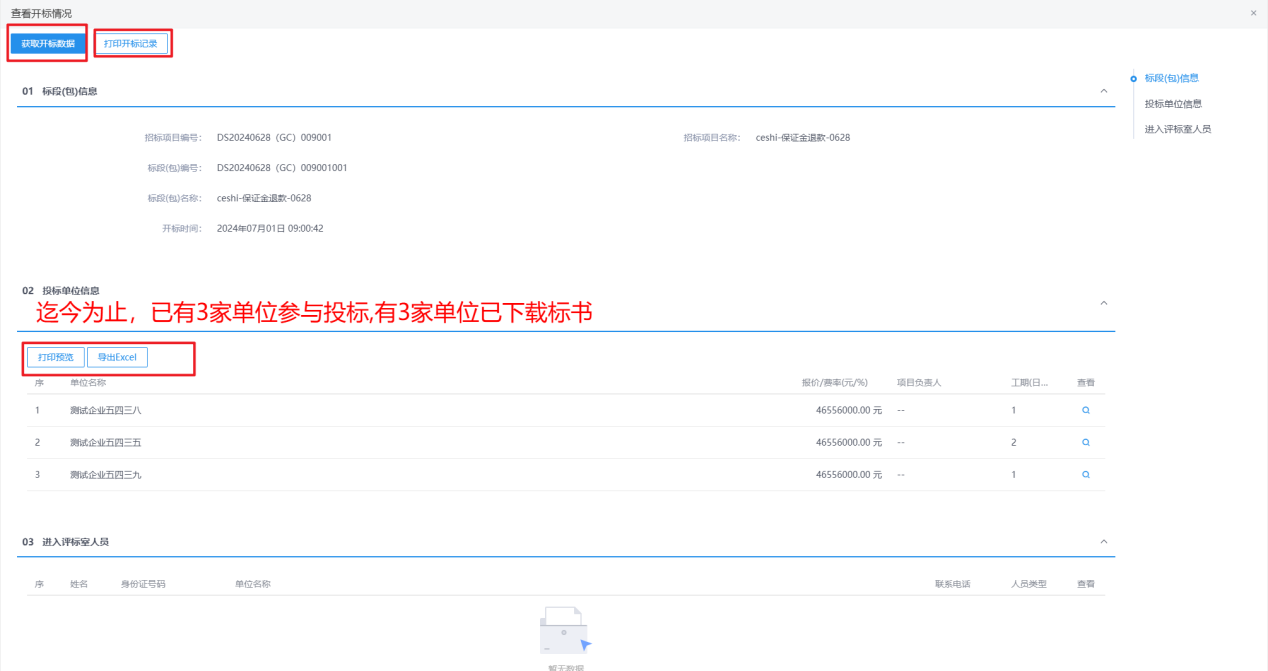 查看开标情况
×
获取开标数据 打印开标记录
标段(包)信息
投标单位信息
进入评标室人员
01 标段(包)信息
招标项目编号： DS20240628（GC）009001 招标项目名称： ceshi-保证金退款-0628
标段(包)编号： DS20240628（GC）009001001
标段(包)名称： ceshi-保证金退款-0628
开标时间： 2024年07月01日 09:00:42
02 投标单位信息
迄今为止，已有3家单位参与投标,有3家单位已下载标书
打印预览 导出Excel
序 单位名称 报价/费率(元/%) 项目负责人 工期(日... 查看
1 测试企业五四三八 46556000.00 元 -- 1
2 测试企业五四三五 46556000.00 元 -- 2
3 测试企业五四三九 46556000.00 元 -- 1
03 进入评标室人员
序 姓名 身份证号码 单位名称 联系电话 人员类型 查看
暂无数据